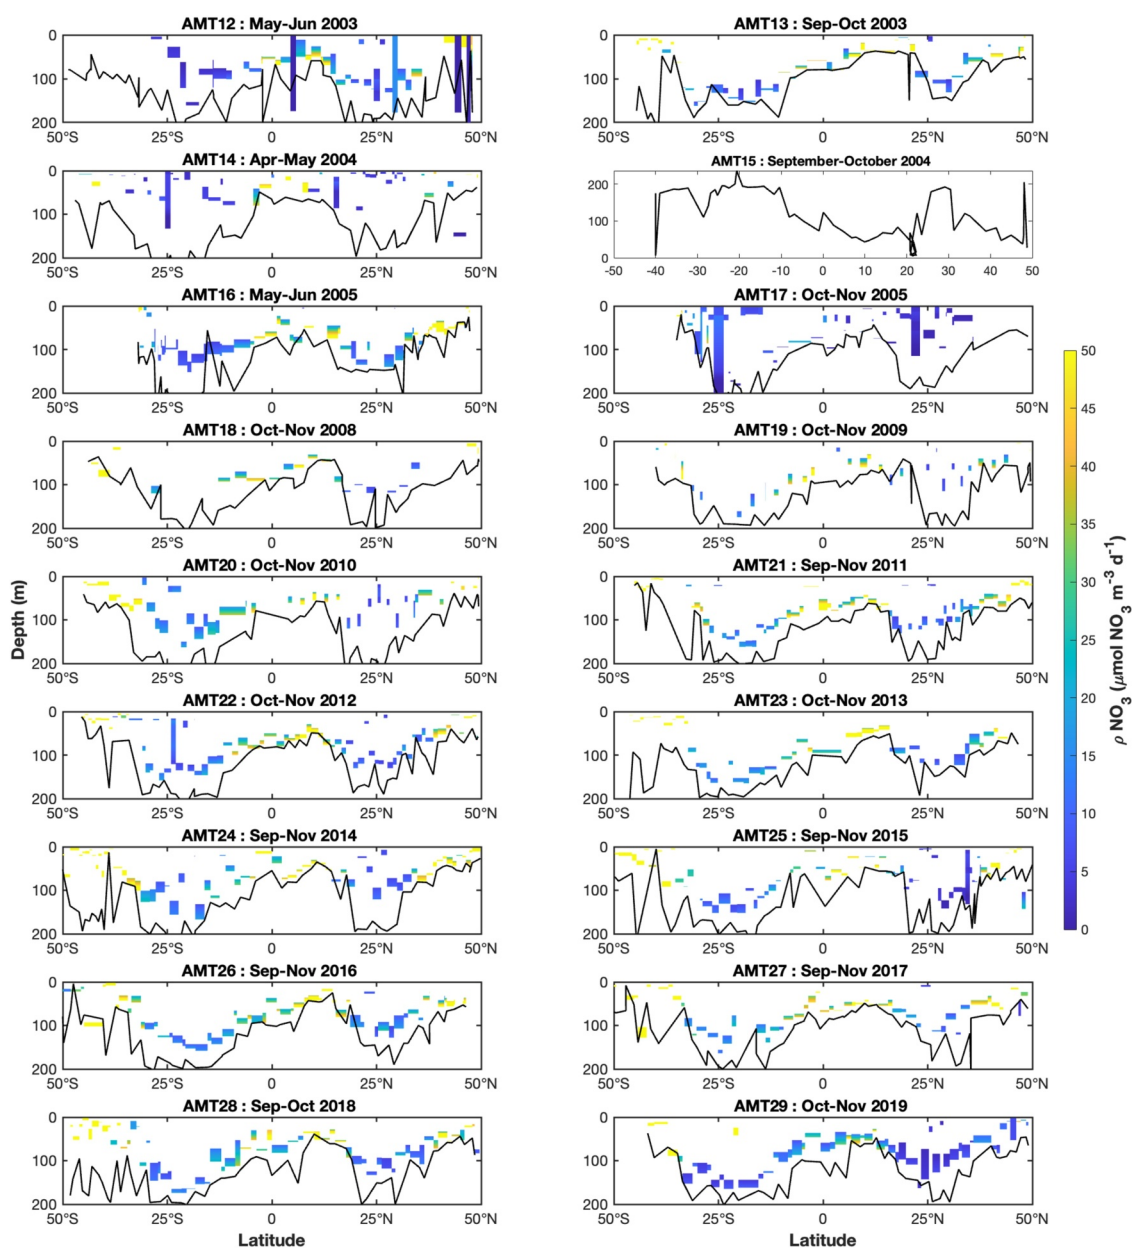 AMT12 : May-Jun 2003
0
100
200
50°S 25°S 0 25°N 50°N
AMT13 : Sep-Oct 2003
0
100
200
50°S 25°S 0 25°N 50°N
AMT14 : Apr-May 2004
0
100
200
50°S 25°S 0 25°N 50°N
AMT15 : September-October 2004
200
100
0
-50 -40 -30 -20 -10 0 10 20 30 40 50
AMT16 : May-Jun 2005
0
100
200
50°S 25°S 0 25°N 50°N
AMT17 : Oct-Nov 2005
0
100
200
50°S 25°S 0 25°N 50°N
AMT18 : Oct-Nov 2008
0
100
200
50°S 25°S 0 25°N 50°N
AMT19 : Oct-Nov 2009
0
100
200
50°S 25°S 0 25°N 50°N
AMT20 : Oct-Nov 2010
0
100
200
50°S 25°S 0 25°N 50°N
AMT21 : Sep-Nov 2011
0
100
200
50°S 25°S 0 25°N 50°N
AMT22 : Oct-Nov 2012
0
100
200
50°S 25°S 0 25°N 50°N
AMT23 : Oct-Nov 2013
0
100
200
50°S 25°S 0 25°N 50°N
AMT24 : Sep-Nov 2014
0
100
200
50°S 25°S 0 25°N 50°N
AMT25 : Sep-Nov 2015
0
100
200
50°S 25°S 0 25°N 50°N
AMT26 : Sep-Nov 2016
0
100
200
50°S 25°S 0 25°N 50°N
AMT27 : Sep-Nov 2017
0
100
200
50°S 25°S 0 25°N 50°N
AMT28 : Sep-Oct 2018
0
100
200
50°S 25°S 0 25°N 50°N
Latitude
AMT29 : Oct-Nov 2019
0
100
200
50°S 25°S 0 25°N 50°N
Latitude
Depth (m)
50
45
40
35
30
25
20
15
10
5
0
ρ NO₃ (μmol NO₃ m⁻³ d⁻¹)